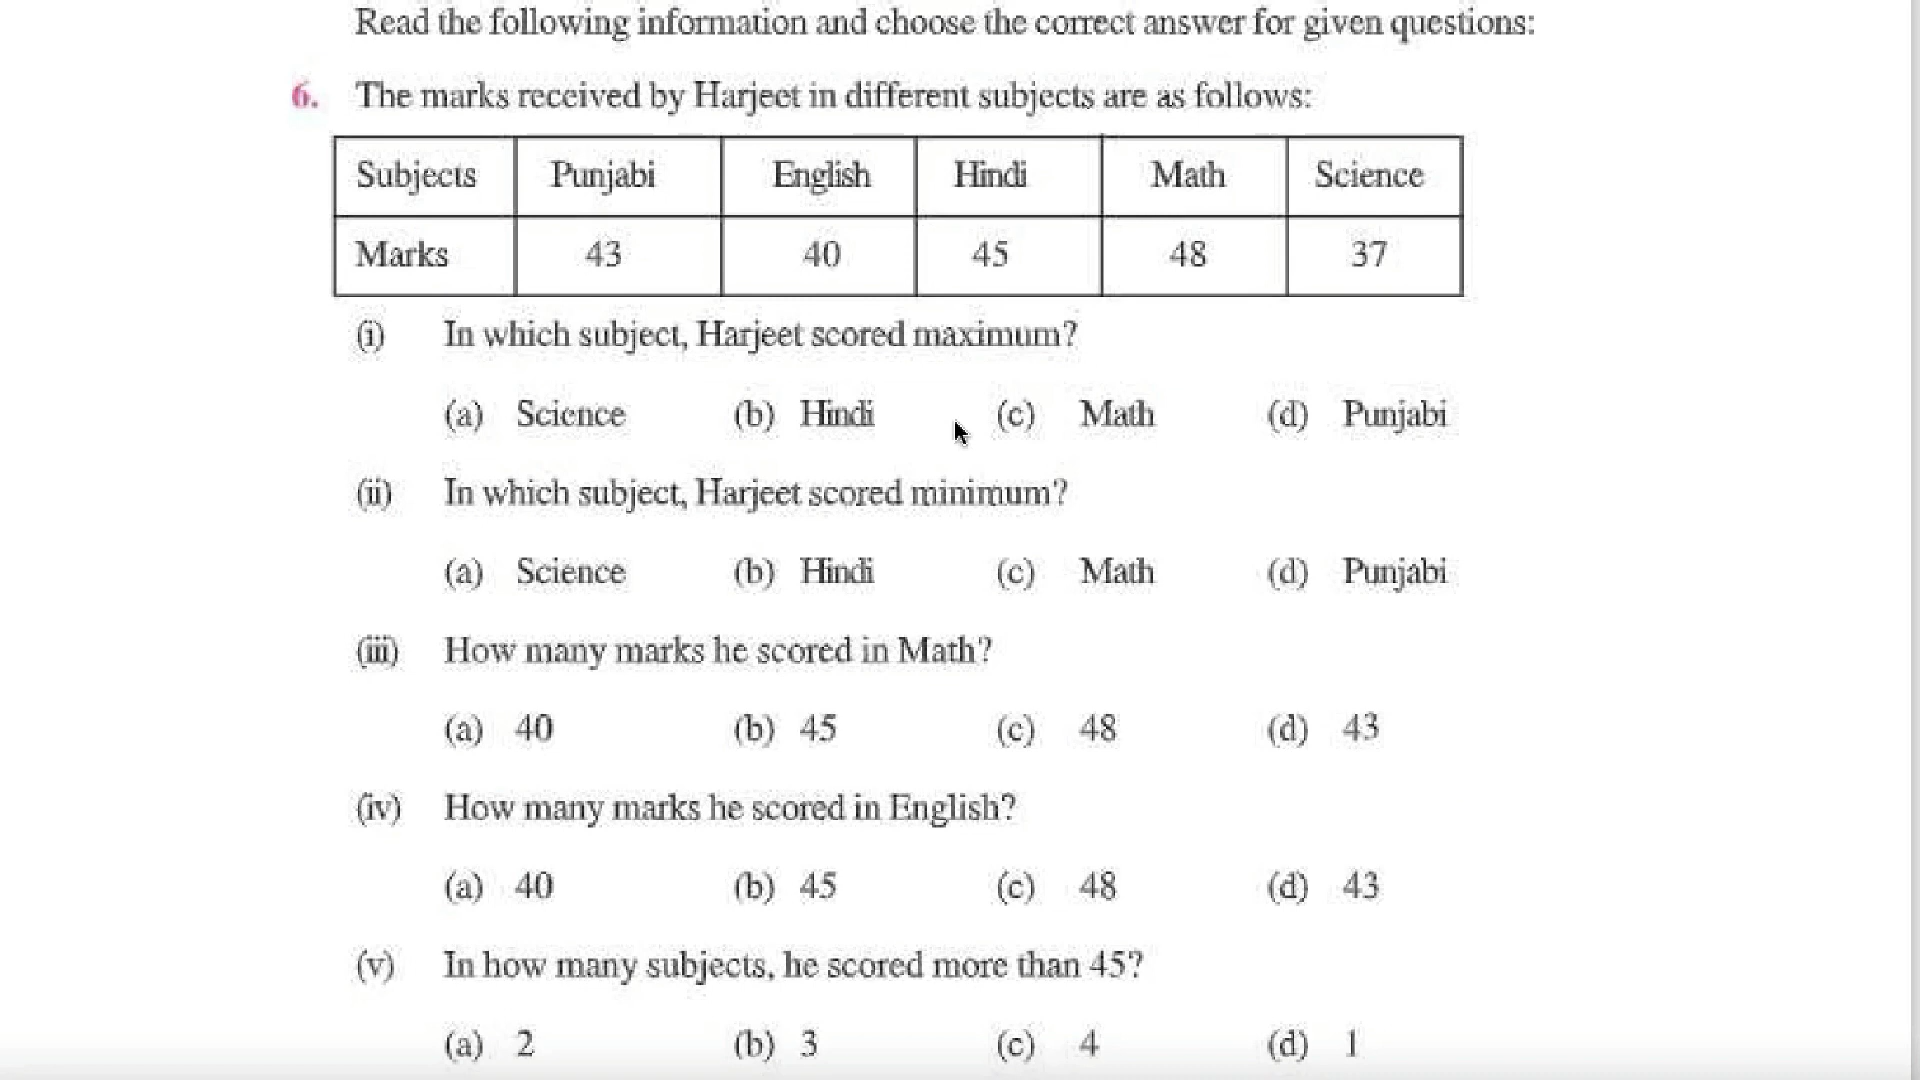 Read the following information and choose the correct answer for given questions:
6. The marks received by Harjeet in different subjects are as follows:
Subjects Punjabi English Hindi Math Science
Marks 43 40 45 48 37
(i) In which subject, Harjeet scored maximum?
(a) Science (b) Hindi (c) Math (d) Punjabi
(ii) In which subject, Harjeet scored minimum?
(a) Science (b) Hindi (c) Math (d) Punjabi
(iii) How many marks he scored in Math?
(a) 40 (b) 45 (c) 48 (d) 43
(iv) How many marks he scored in English?
(a) 40 (b) 45 (c) 48 (d) 43
(v) In how many subjects, he scored more than 45?
(a) 2 (b) 3 (c) 4 (d) 1